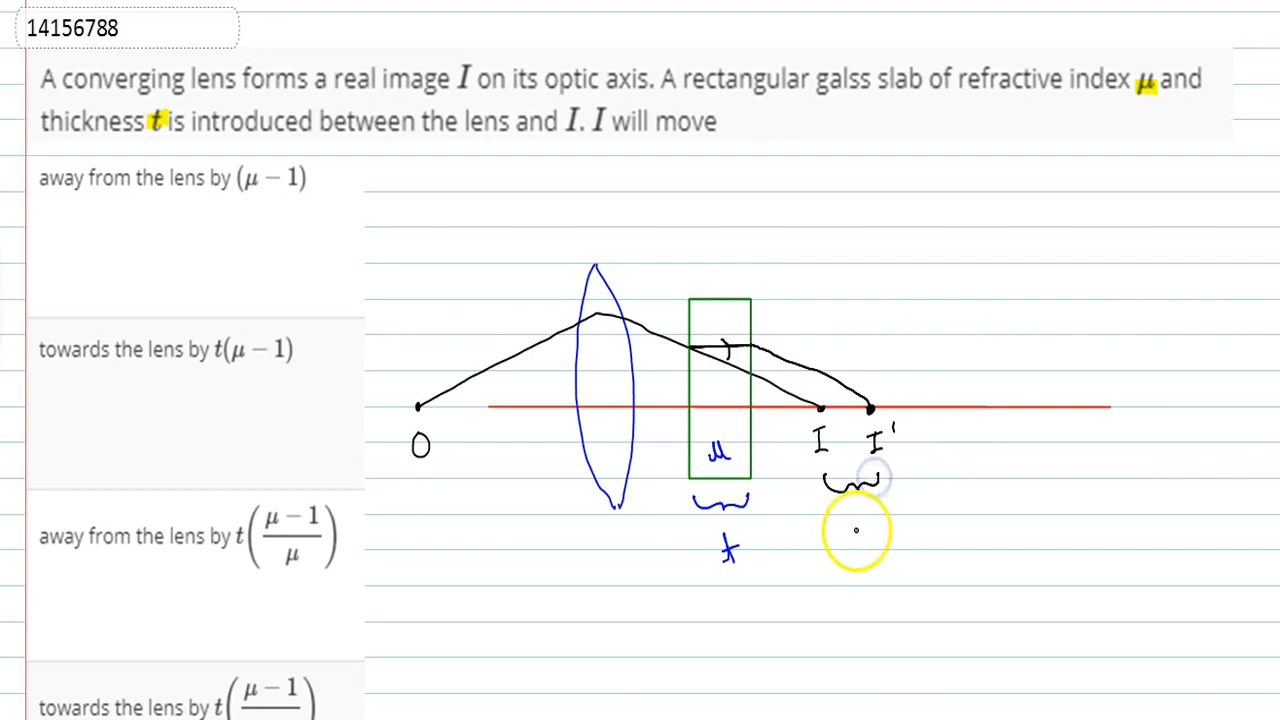 14156788
A converging lens forms a real image I on its optic axis. A rectangular galss slab of refractive index μ and
thickness t is introduced between the lens and I. I will move
away from the lens by (μ − 1)
towards the lens by t(μ − 1)
away from the lens by t((μ − 1)/μ)
towards the lens by t((μ − 1)/
O
μ
I
I'
t